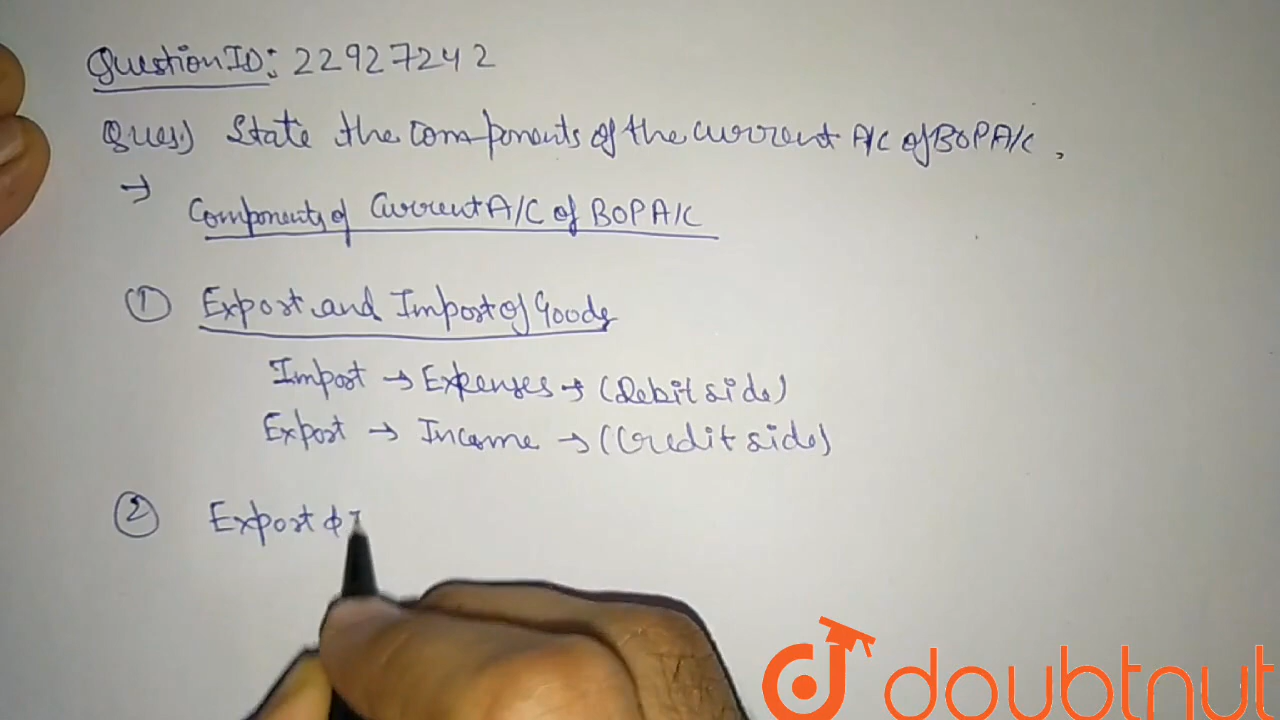 Question ID: 22927242
Ques) State the components of the current A/C of BOP A/C.
→ Components of Current A/C of BOP A/C
① Export and Import of Goods
Import → Expenses → (Debit side)
Export → Income → (Credit side)
② Export & I
doubtnut